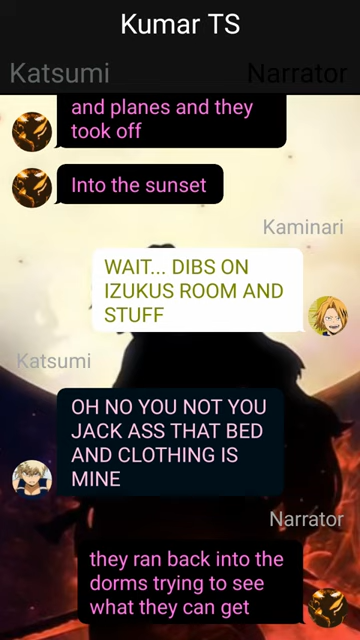 Kumar TS
Katsumi
Narrator
and planes and they
took off
Into the sunset
Kaminari
WAIT... DIBS ON
IZUKUS ROOM AND
STUFF
Katsumi
OH NO YOU NOT YOU
JACK ASS THAT BED
AND CLOTHING IS
MINE
Narrator
they ran back into the
dorms trying to see
what they can get